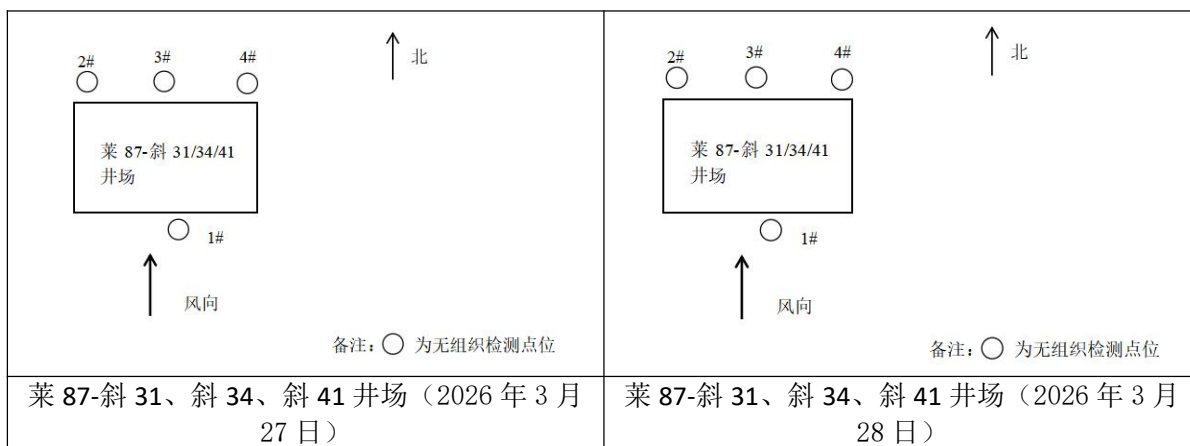 北
2# 3# 4#
莱 87-斜 31/34/41
井场
1#
风向
备注：○ 为无组织检测点位
莱 87-斜 31、斜 34、斜 41 井场（2026 年 3 月
27 日）
北
2# 3# 4#
莱 87-斜 31/34/41
井场
1#
风向
备注：○ 为无组织检测点位
莱 87-斜 31、斜 34、斜 41 井场（2026 年 3 月
28 日）